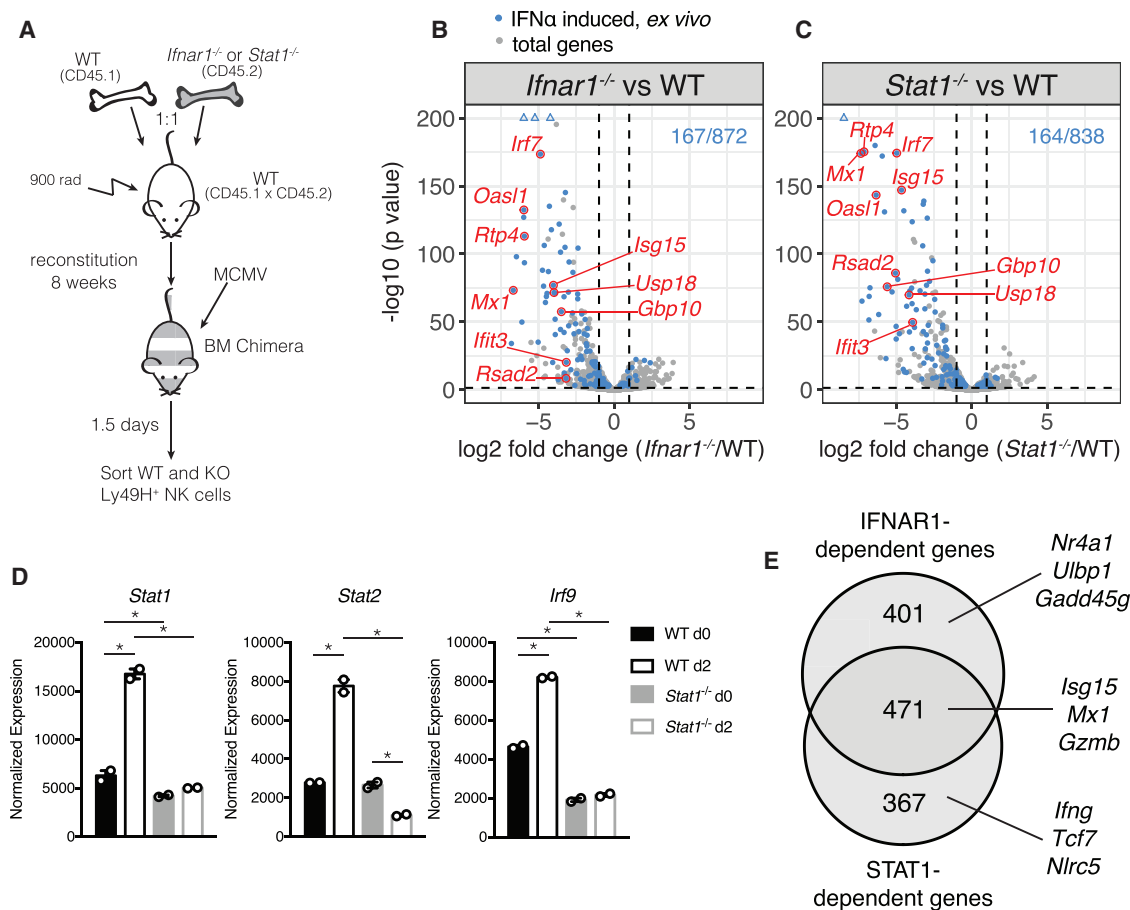 A
WT
(CD45.1)
Ifnar1-/- or Stat1-/-
(CD45.2)
1:1
900 rad
WT
(CD45.1 x CD45.2)
reconstitution
8 weeks
MCMV
BM Chimera
1.5 days
Sort WT and KO
Ly49H+ NK cells
IFNα induced, ex vivo
total genes
B
Ifnar1-/- vs WT
-log10 (p value)
200
150
100
50
0
167/872
Irf7
Oasl1
Rtp4
Isg15
Mx1
Usp18
Gbp10
Ifit3
Rsad2
−5
0
5
log2 fold change (Ifnar1-/-/WT)
C
Stat1-/- vs WT
200
150
100
50
0
164/838
Rtp4
Irf7
Mx1
Isg15
Oasl1
Rsad2
Gbp10
Usp18
Ifit3
−5
0
5
log2 fold change (Stat1-/-/WT)
D
Stat1
Normalized Expression
20000
15000
10000
5000
0
*
*
*
Stat2
Normalized Expression
10000
8000
6000
4000
2000
0
*
*
*
Irf9
Normalized Expression
10000
8000
6000
4000
2000
0
*
*
*
WT d0
WT d2
Stat1-/- d0
Stat1-/- d2
E
IFNAR1-
dependent genes
401
471
367
STAT1-
dependent genes
Nr4a1
Ulbp1
Gadd45g
Isg15
Mx1
Gzmb
Ifng
Tcf7
Nlrc5